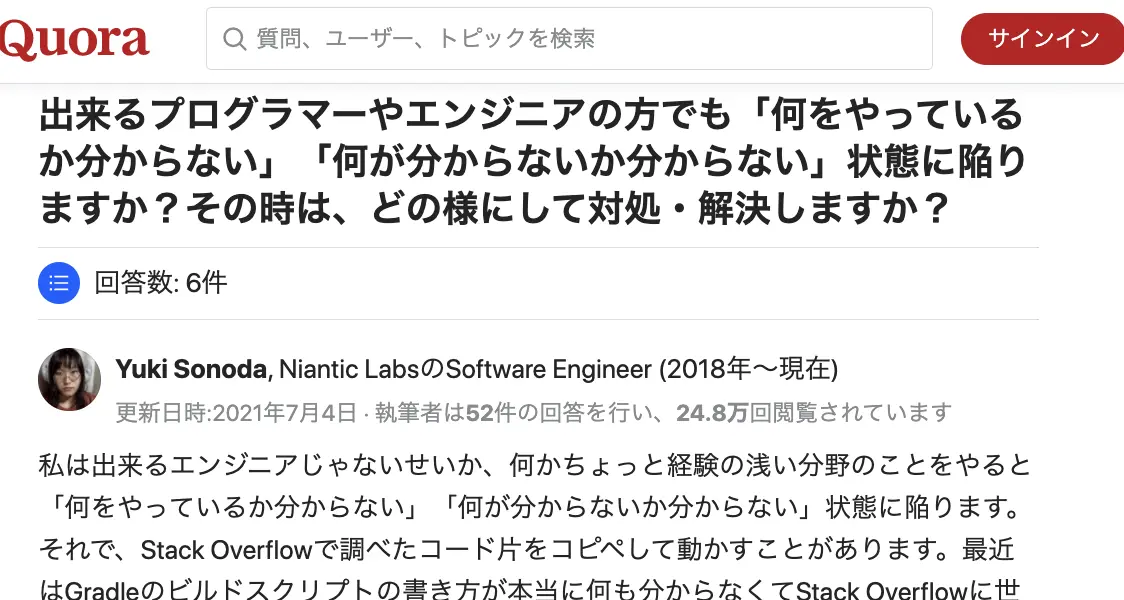 Quora
質問、ユーザー、トピックを検索
サインイン
出来るプログラマーやエンジニアの方でも「何をやっている
か分からない」「何が分からないか分からない」状態に陥り
ますか？その時は、どの様にして対処・解決しますか？
回答数: 6件
Yuki Sonoda, Niantic LabsのSoftware Engineer (2018年〜現在)
更新日時:2021年7月4日 · 執筆者は52件の回答を行い、24.8万回閲覧されています
私は出来るエンジニアじゃないせいか、何かちょっと経験の浅い分野のことをやると
「何をやっているか分からない」「何が分からないか分からない」状態に陥ります。
それで、Stack Overflowで調べたコード片をコピペして動かすことがあります。最近
はGradleのビルドスクリプトの書き方が本当に何も分からなくてStack Overflowに世